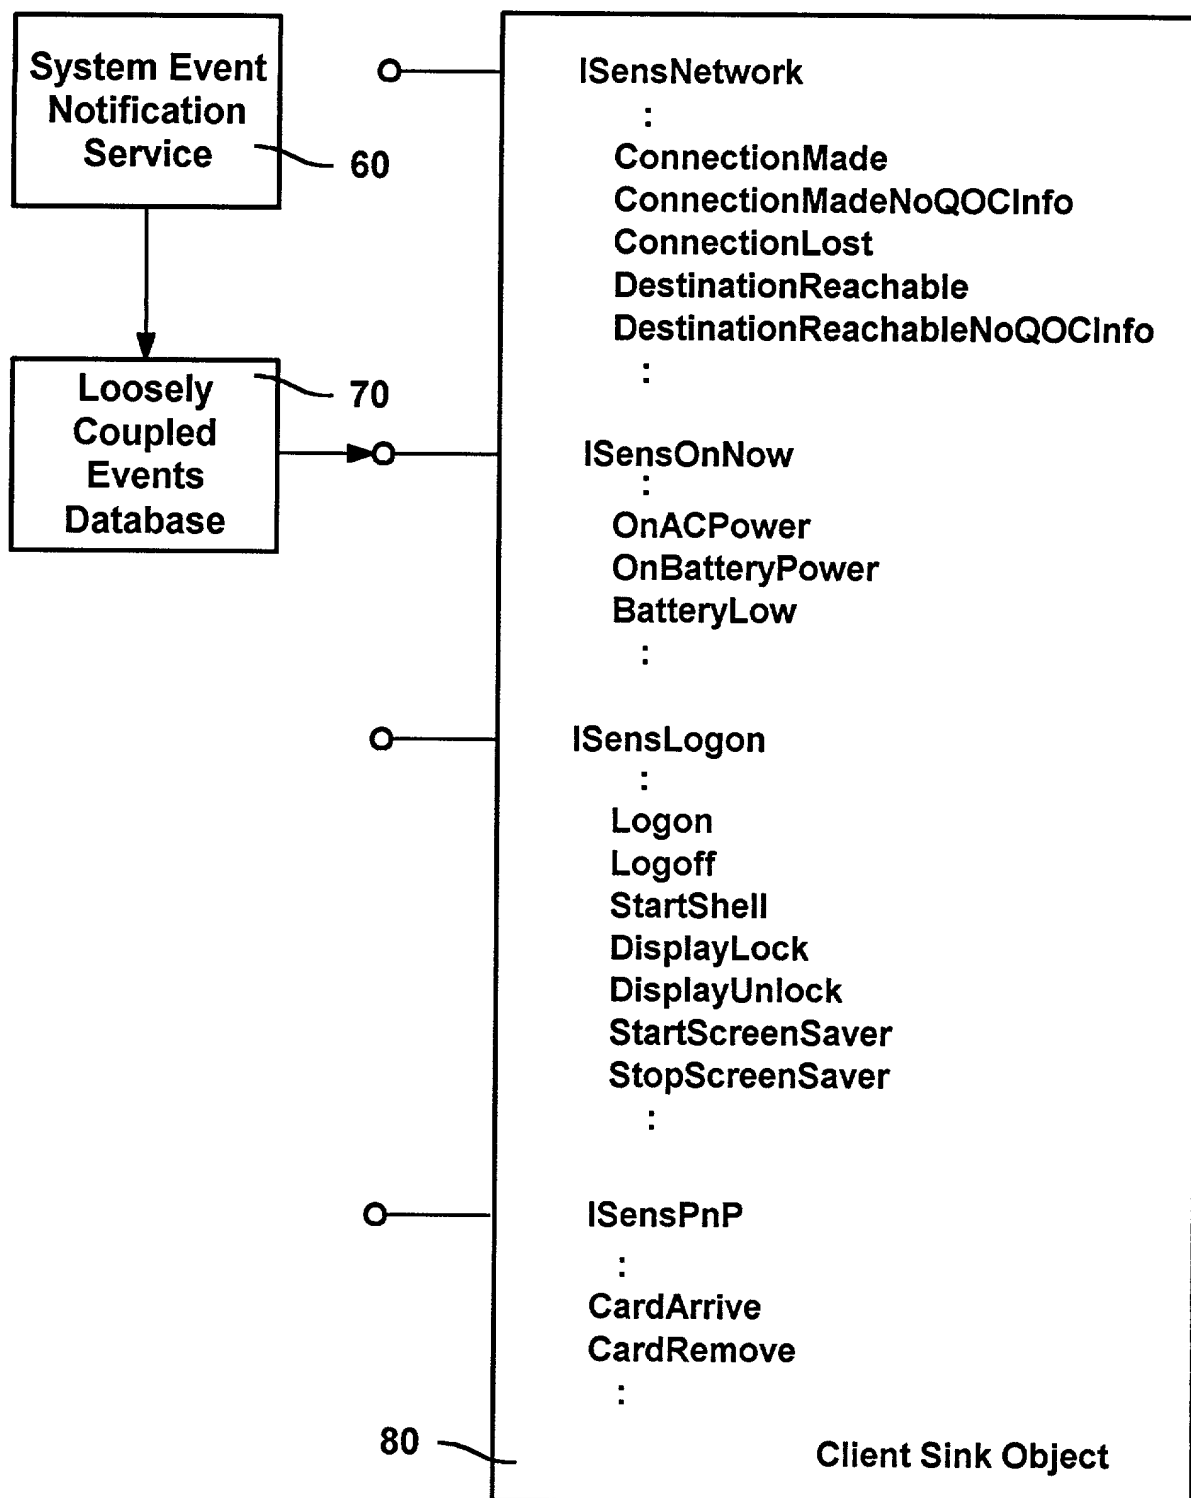 System Event
Notification
Service
60
Loosely
Coupled
Events
Database
70
ISensNetwork
:
ConnectionMade
ConnectionMadeNoQOCInfo
ConnectionLost
DestinationReachable
DestinationReachableNoQOCInfo
:
ISensOnNow
:
OnACPower
OnBatteryPower
BatteryLow
:
ISensLogon
:
Logon
Logoff
StartShell
DisplayLock
DisplayUnlock
StartScreenSaver
StopScreenSaver
:
ISensPnP
:
CardArrive
CardRemove
:
80
Client Sink Object